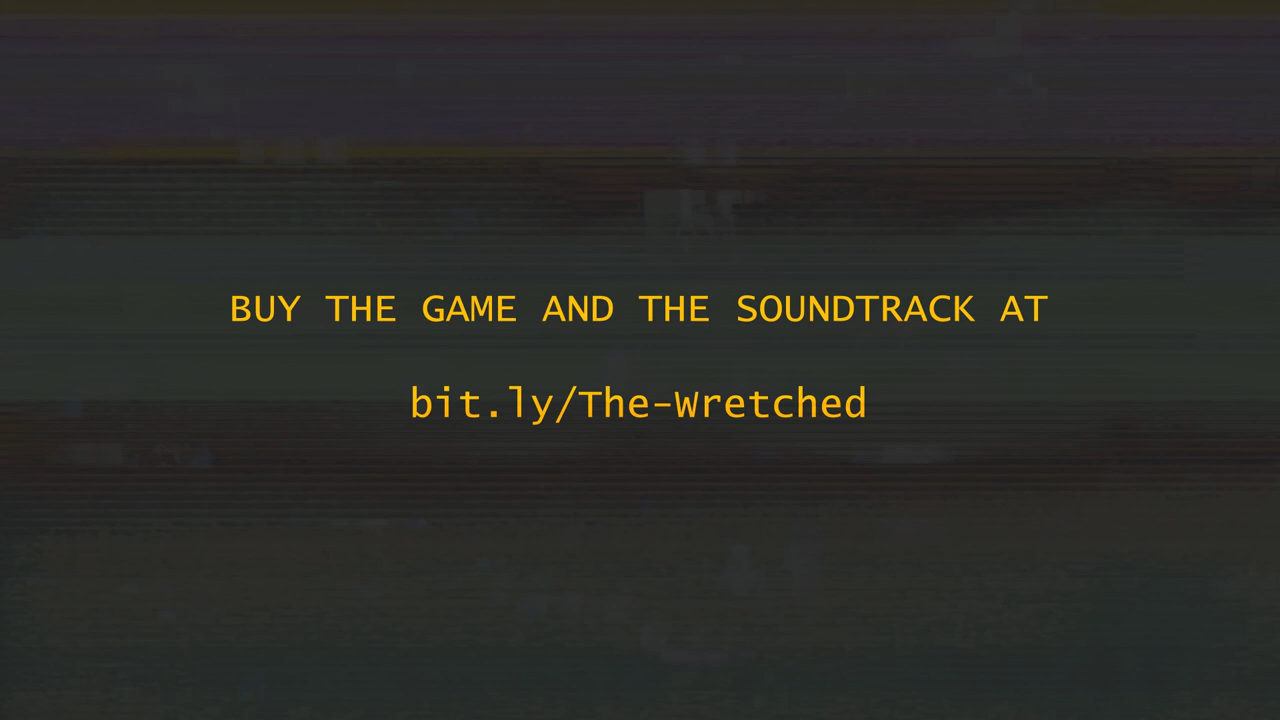 BUY THE GAME AND THE SOUNDTRACK AT
bit.ly/The-Wretched